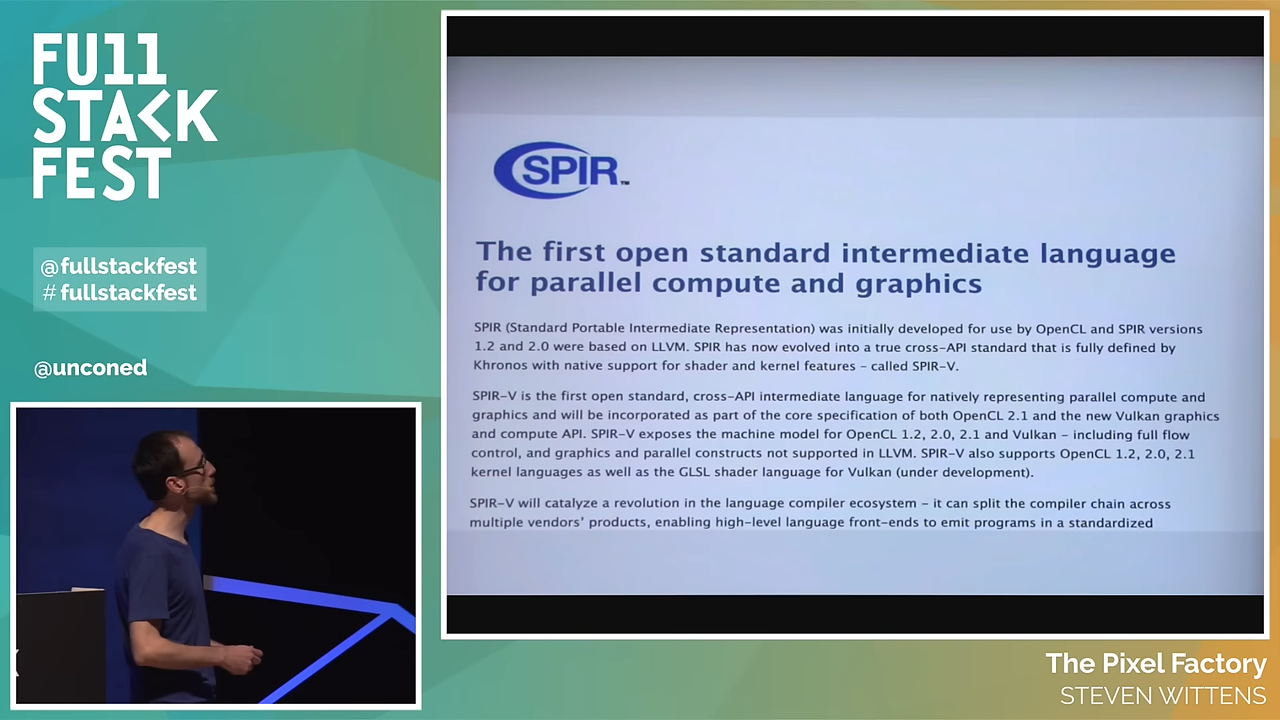 FU11
STACK
FEST
@fullstackfest
# fullstackfest
@unconed
SPIR™
The first open standard intermediate language
for parallel compute and graphics
SPIR (Standard Portable Intermediate Representation) was initially developed for use by OpenCL and SPIR versions
1.2 and 2.0 were based on LLVM. SPIR has now evolved into a true cross-API standard that is fully defined by
Khronos with native support for shader and kernel features – called SPIR-V.
SPIR-V is the first open standard, cross-API intermediate language for natively representing parallel compute and
graphics and will be incorporated as part of the core specification of both OpenCL 2.1 and the new Vulkan graphics
and compute API. SPIR-V exposes the machine model for OpenCL 1.2, 2.0, 2.1 and Vulkan – including full flow
control, and graphics and parallel constructs not supported in LLVM. SPIR-V also supports OpenCL 1.2, 2.0, 2.1
kernel languages as well as the GLSL shader language for Vulkan (under development).
SPIR-V will catalyze a revolution in the language compiler ecosystem – it can split the compiler chain across
multiple vendors' products, enabling high-level language front-ends to emit programs in a standardized
The Pixel Factory
STEVEN WITTENS